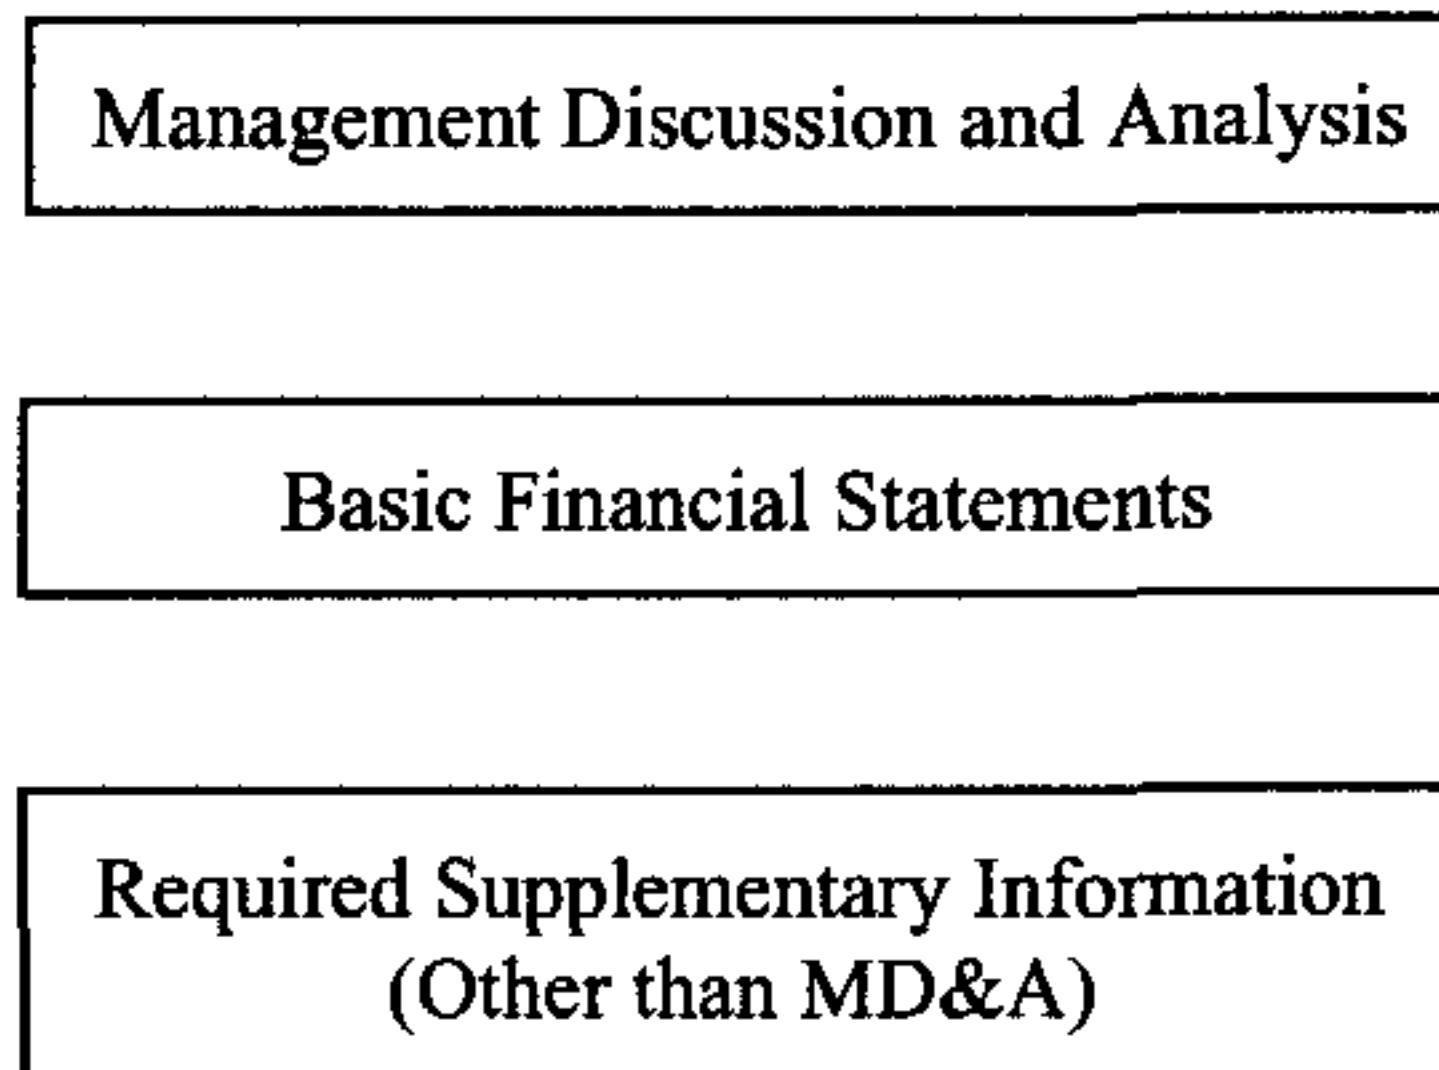 Management Discussion and Analysis
Basic Financial Statements
Required Supplementary Information
(Other than MD&A)